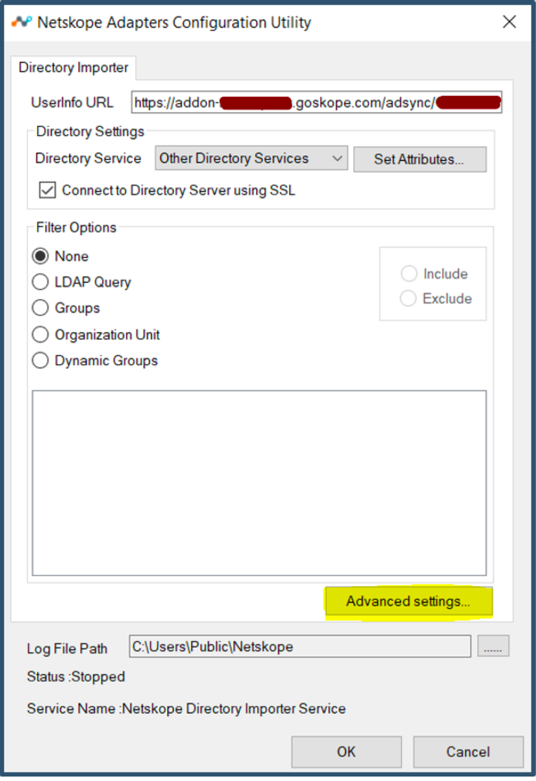 Netskope Adapters Configuration Utility
Directory Importer
UserInfo URL https://addon- .goskope.com/adsync/
Directory Settings
Directory Service Other Directory Services Set Attributes...
Connect to Directory Server using SSL
Filter Options
None
Include
LDAP Query
Exclude
Groups
Organization Unit
Dynamic Groups
Advanced settings...
Log File Path C:\Users\Public\Netskope ......
Status :Stopped
Service Name :Netskope Directory Importer Service
OK Cancel